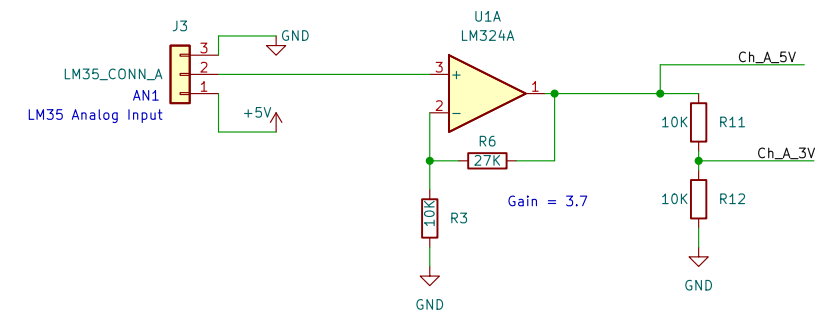 U1A
LM324A
J3
GND
3
2
1
LM35_CONN_A
AN1
LM35 Analog Input
+5V
3
+
2
−
1
Ch_A_5V
10K
R11
Ch_A_3V
R6
27K
10K
R3
Gain = 3.7
10K
R12
GND
GND